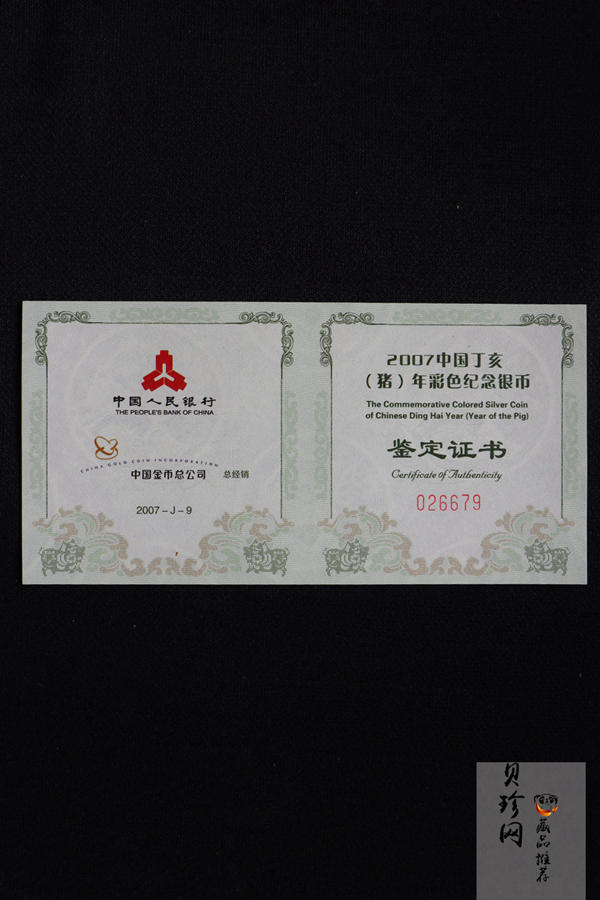 中国人民银行
THE PEOPLE'S BANK OF CHINA
CHINA GOLD COIN INCORPORATION
中国金币总公司 总经销
2007-J-9
2007中国丁亥
（猪）年彩色纪念银币
The Commemorative Colored Silver Coin
of Chinese Ding Hai Year (Year of the Pig)
鉴定证书
Certificate of Authenticity
026679
贝珍网
藏品推荐